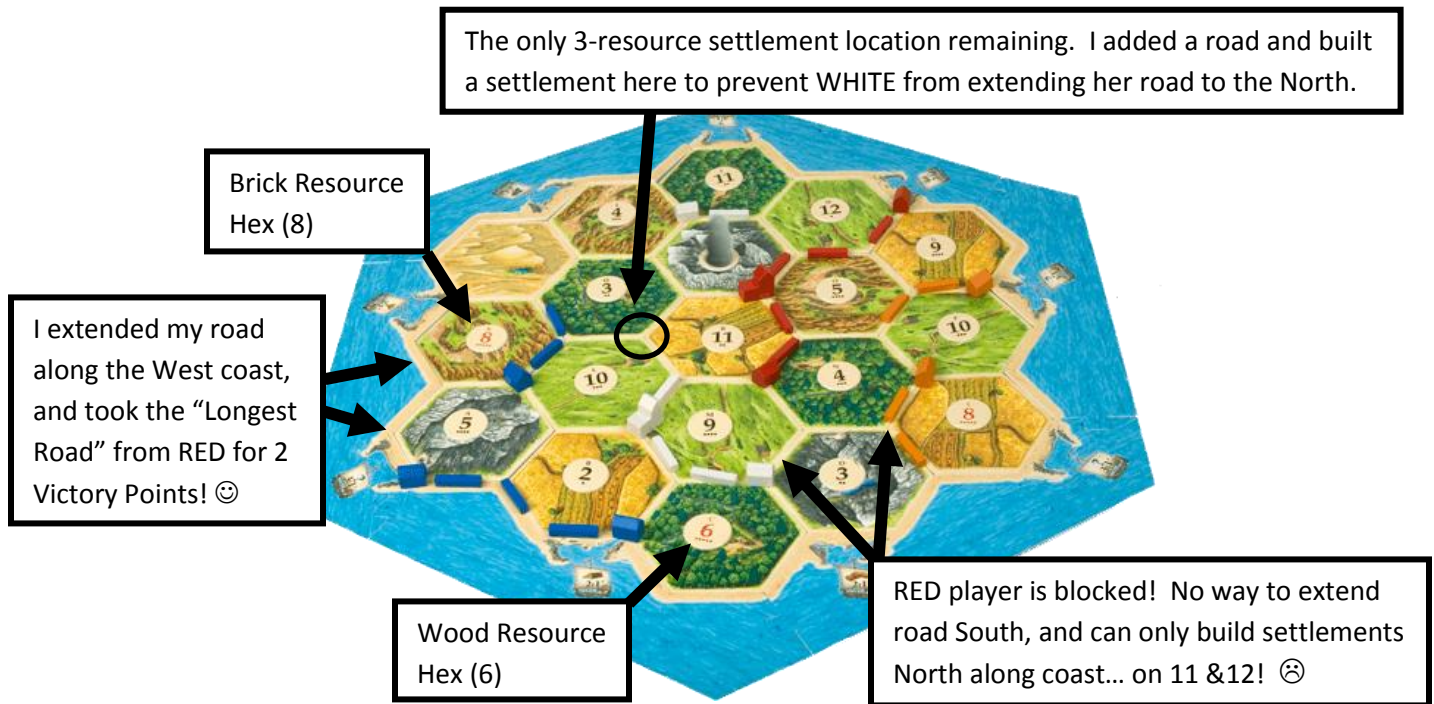 The only 3-resource settlement location remaining.  I added a road and built
a settlement here to prevent WHITE from extending her road to the North.
Brick Resource
Hex (8)
I extended my road
along the West coast,
and took the “Longest
Road” from RED for 2
Victory Points! ☺
11
4
12
9
3
5
8
11
10
10
4
5
9
8
2
3
6
2:1
Wood Resource
Hex (6)
RED player is blocked!  No way to extend
road South, and can only build settlements
North along coast… on 11 &12!  ☹